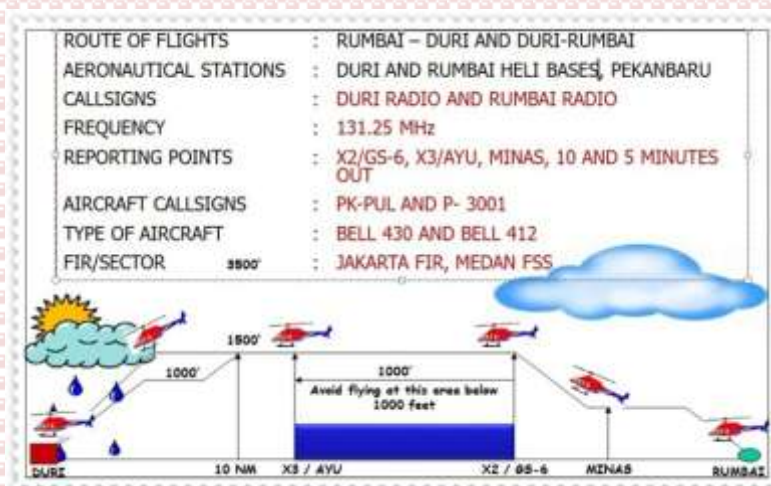 ROUTE OF FLIGHTS : RUMBAI – DURI AND DURI-RUMBAI
AERONAUTICAL STATIONS : DURI AND RUMBAI HELI BASES, PEKANBARU
CALLSIGNS : DURI RADIO AND RUMBAI RADIO
FREQUENCY : 131.25 MHz
REPORTING POINTS : X2/GS-6, X3/AYU, MINAS, 10 AND 5 MINUTES
OUT
AIRCRAFT CALLSIGNS : PK-PUL AND P- 3001
TYPE OF AIRCRAFT : BELL 430 AND BELL 412
FIR/SECTOR 3500' : JAKARTA FIR, MEDAN FSS
1500'
1000' 1000'
Avoid flying at this area below
1000 feet
DURI 10 NM X3 / AYU X2 / GS-6 MINAS RUMBAI